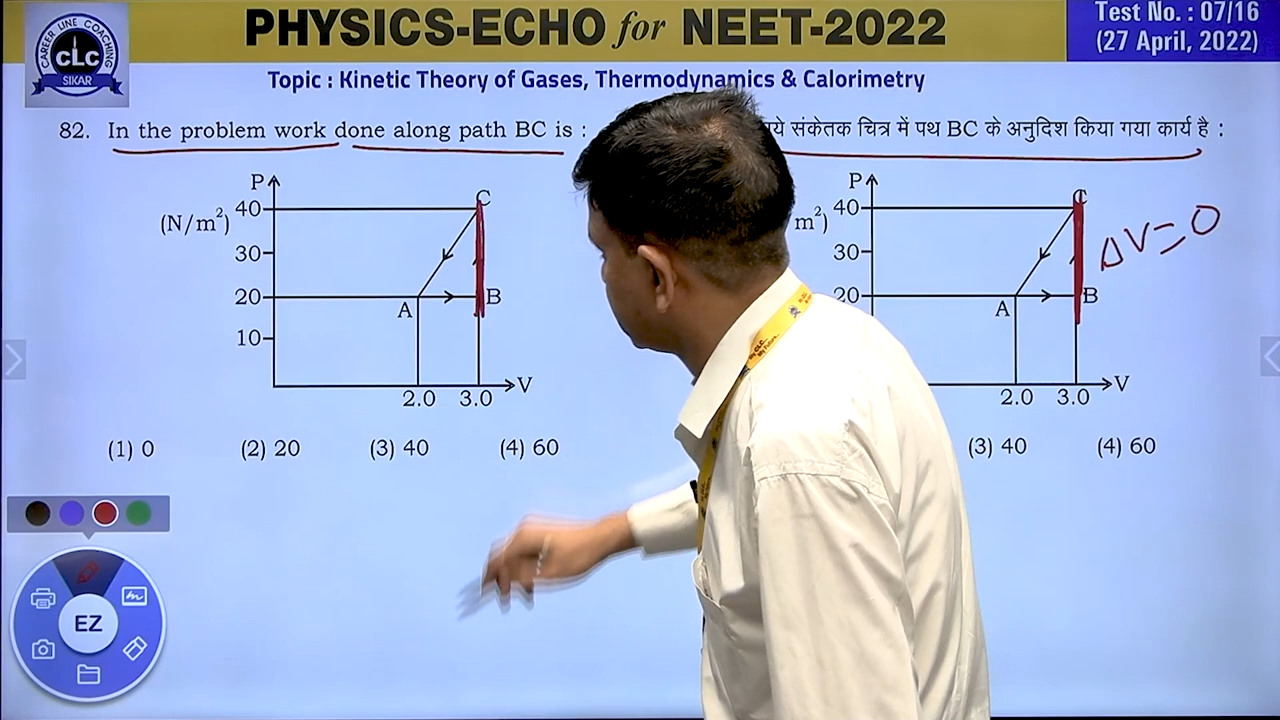 PHYSICS-ECHO for NEET-2022
Test No. : 07/16
(27 April, 2022)
CAREER LINE COACHING
CLC
SIKAR
Topic : Kinetic Theory of Gases, Thermodynamics & Calorimetry
82. In the problem work done along path BC is :
ये संकेतक चित्र में पथ BC के अनुदिश किया गया कार्य है :
P
(N/m²)
40
30
20
10
A
B
C
V
2.0
3.0
P
m²)
40
30
20
A
B
C
V
2.0
3.0
ΔV=0
(1) 0 (2) 20 (3) 40 (4) 60
(3) 40 (4) 60
EZ